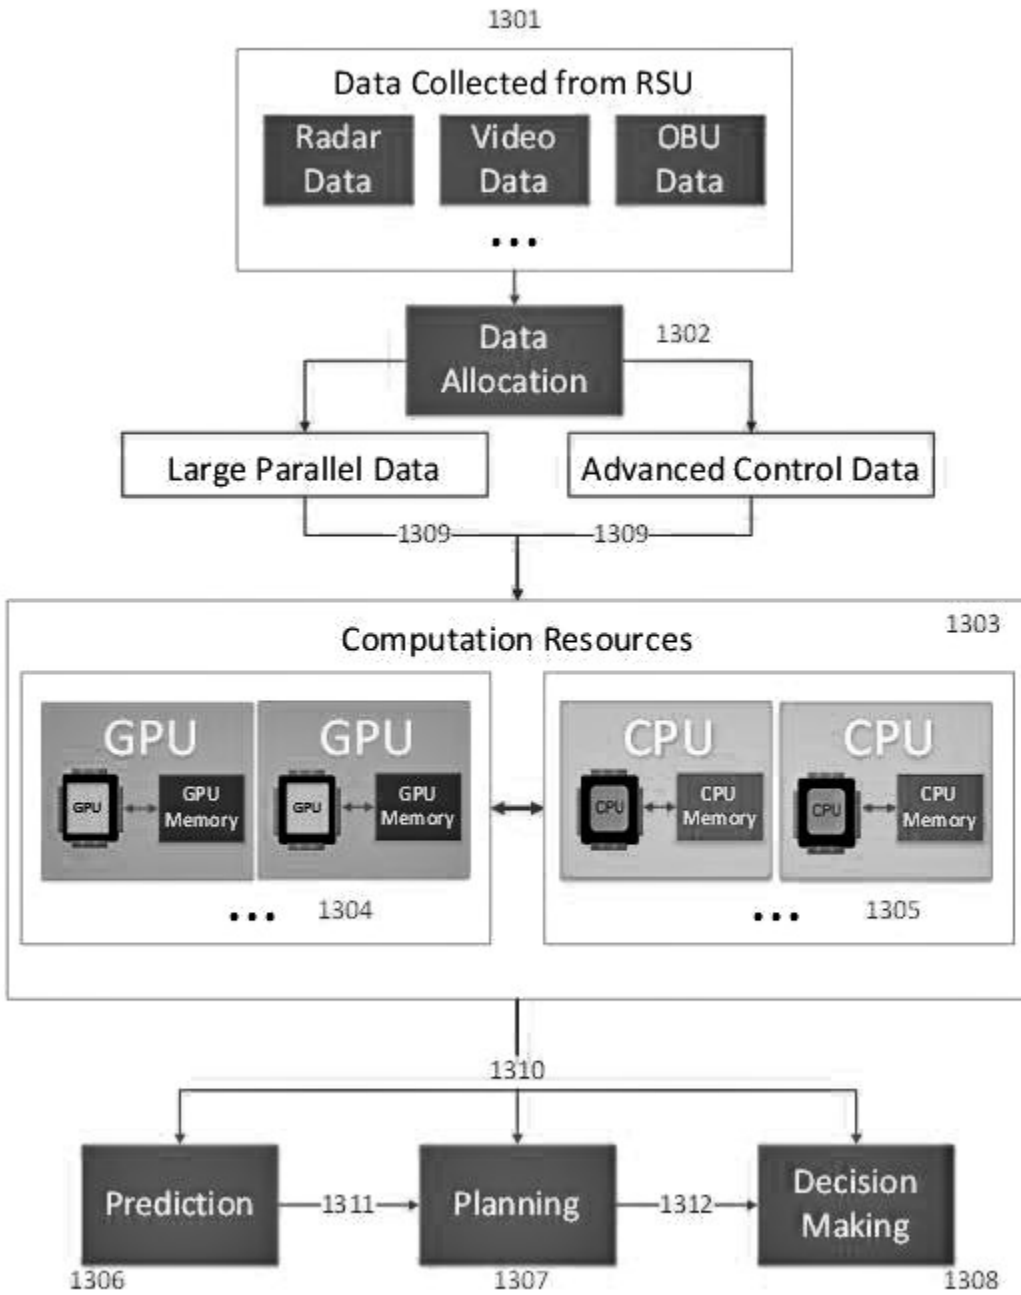 1301
Data Collected from RSU
Radar Data
Video Data
OBU Data
...
Data Allocation
1302
Large Parallel Data
Advanced Control Data
1309
1309
1303
Computation Resources
GPU
GPU
CPU
CPU
GPU
GPU Memory
GPU
GPU Memory
CPU
CPU Memory
CPU
CPU Memory
...
1304
...
1305
1310
Prediction
1311
Planning
1312
Decision Making
1306
1307
1308